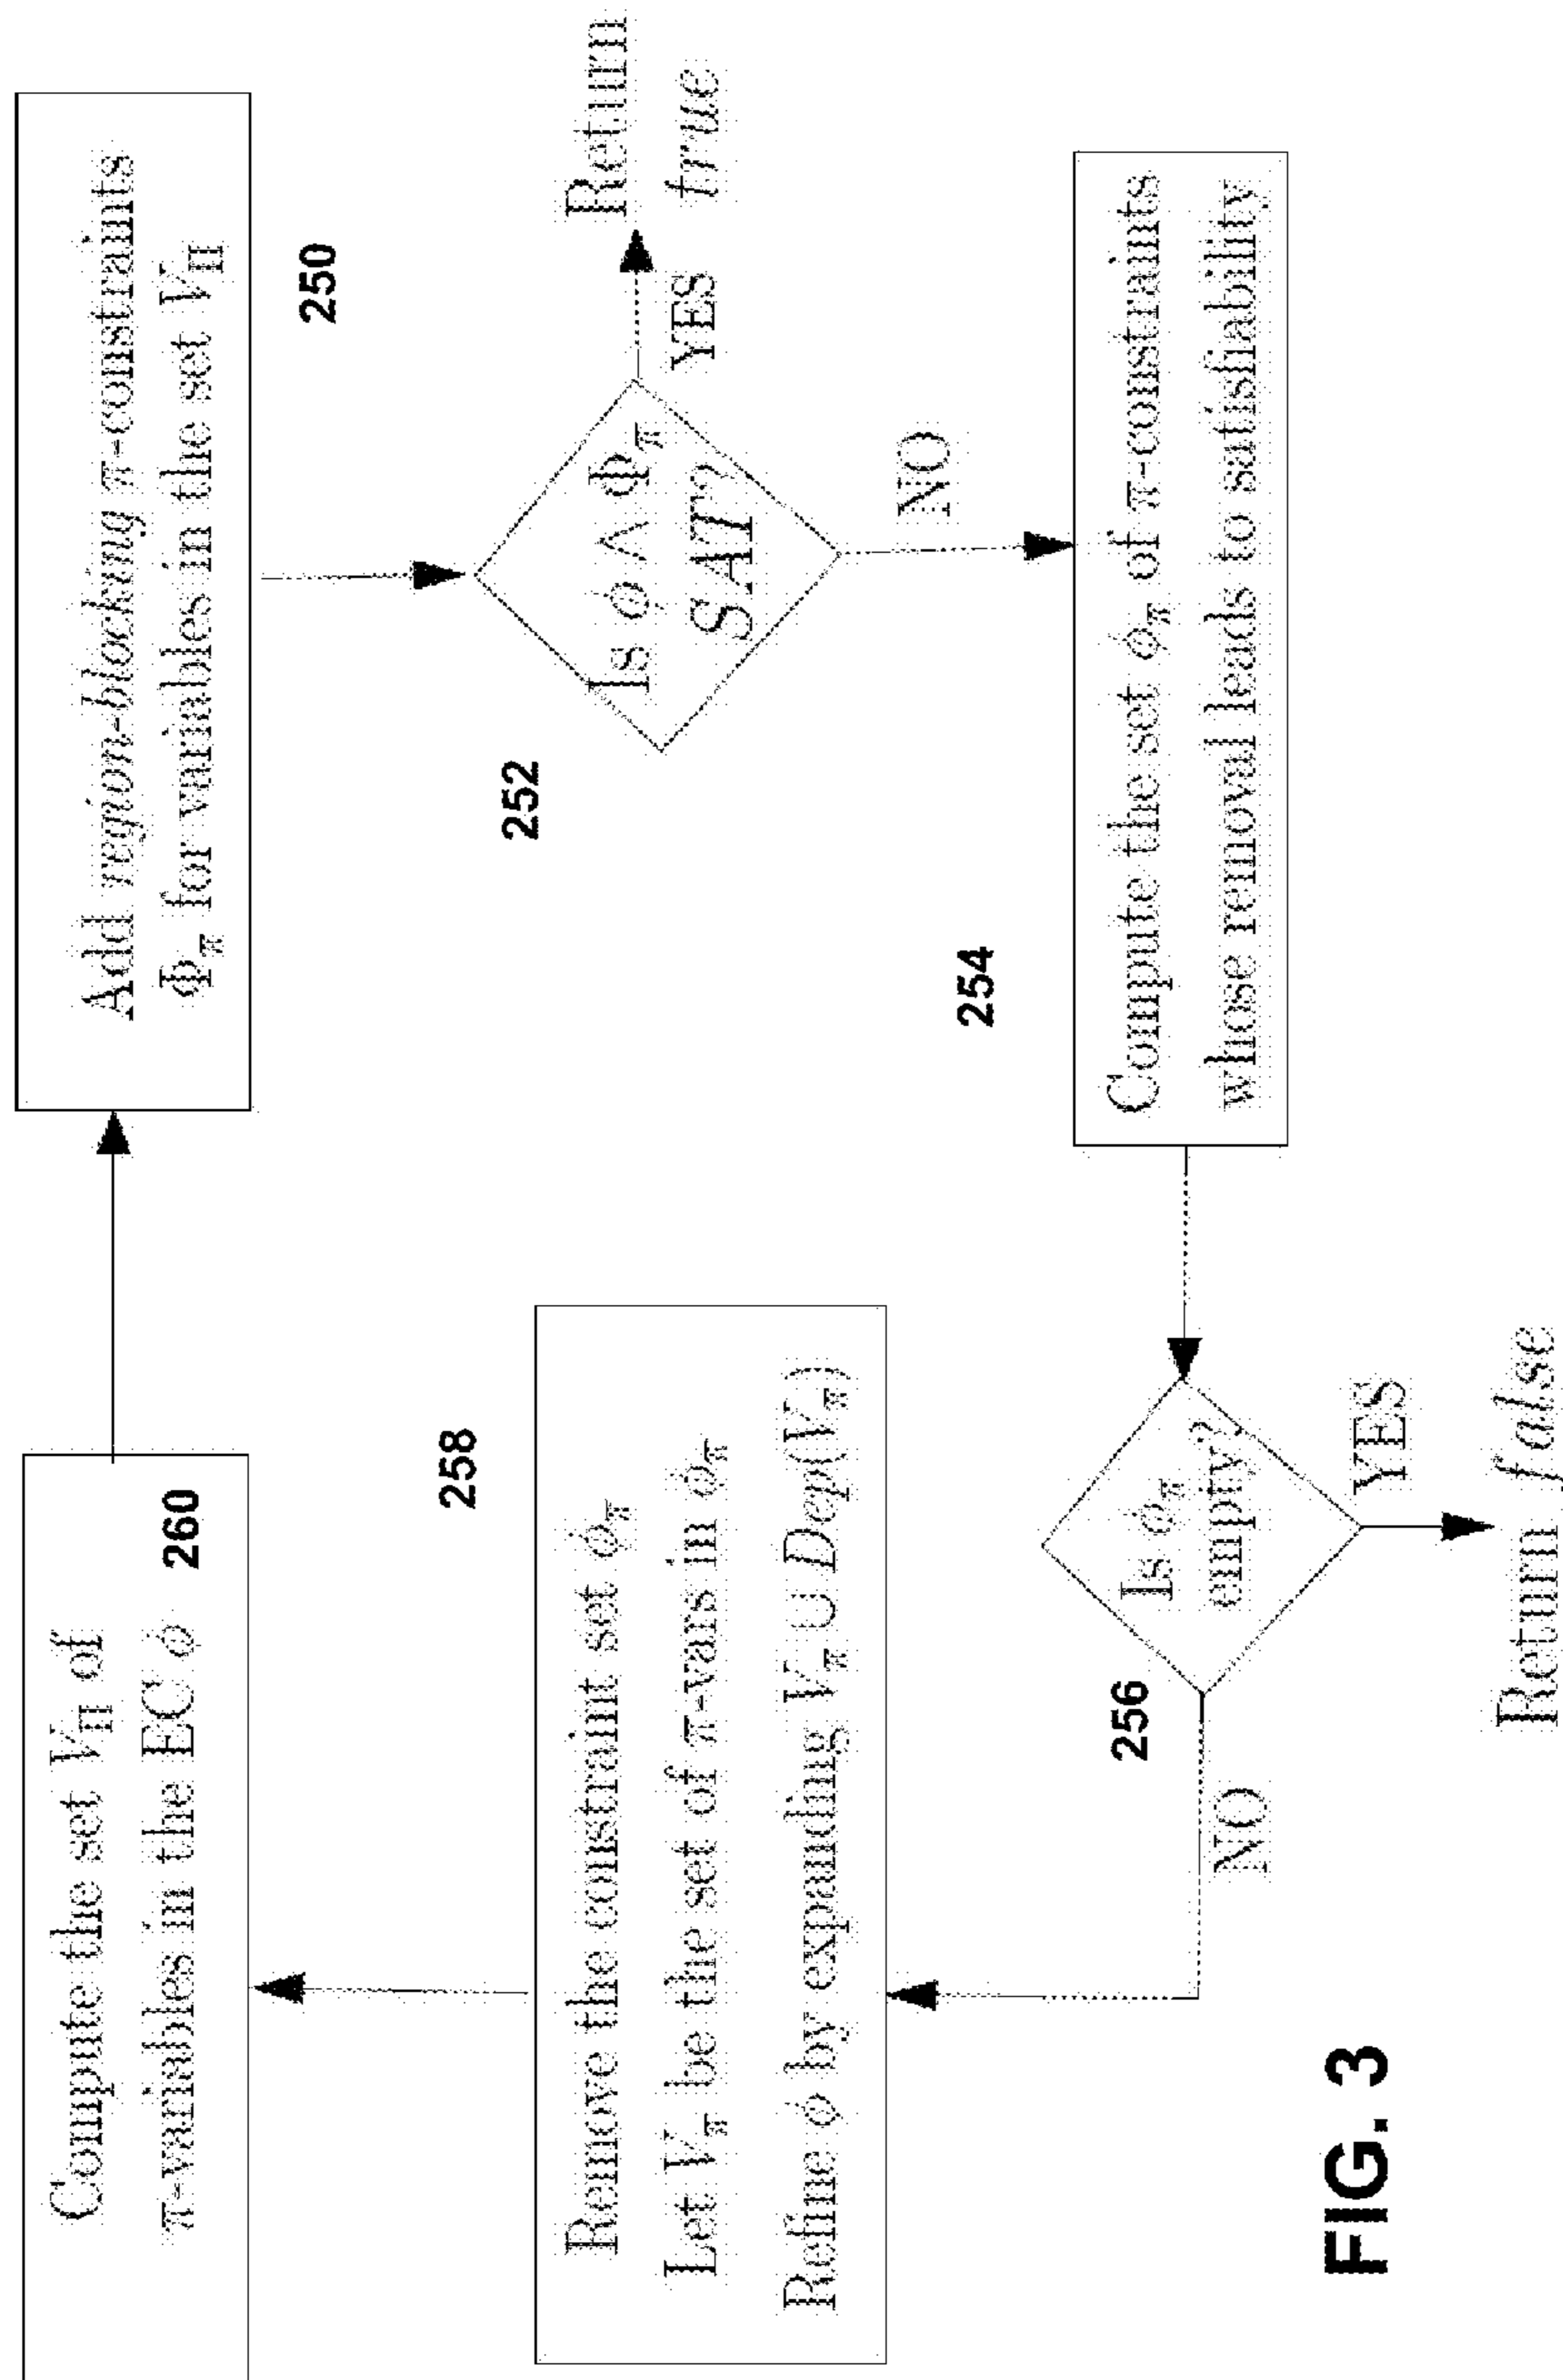 Compute the set V_Π of
π-variables in the EC ϕ
260
Add region-blocking π-constraints
Φ_π for variables in the set V_Π
250
Is ϕ ∧ Φ_π
SAT?
252
YES
Return
true
NO
Compute the set ϕ_π of π-constraints
whose removal leads to satisfiability
254
Is ϕ_π
empty?
256
YES
Return false
NO
Remove the constraint set ϕ_π
Let V_π be the set of π-vars in ϕ_π
Refine ϕ by expanding V_π ∪ Dep(V_π)
258
FIG. 3